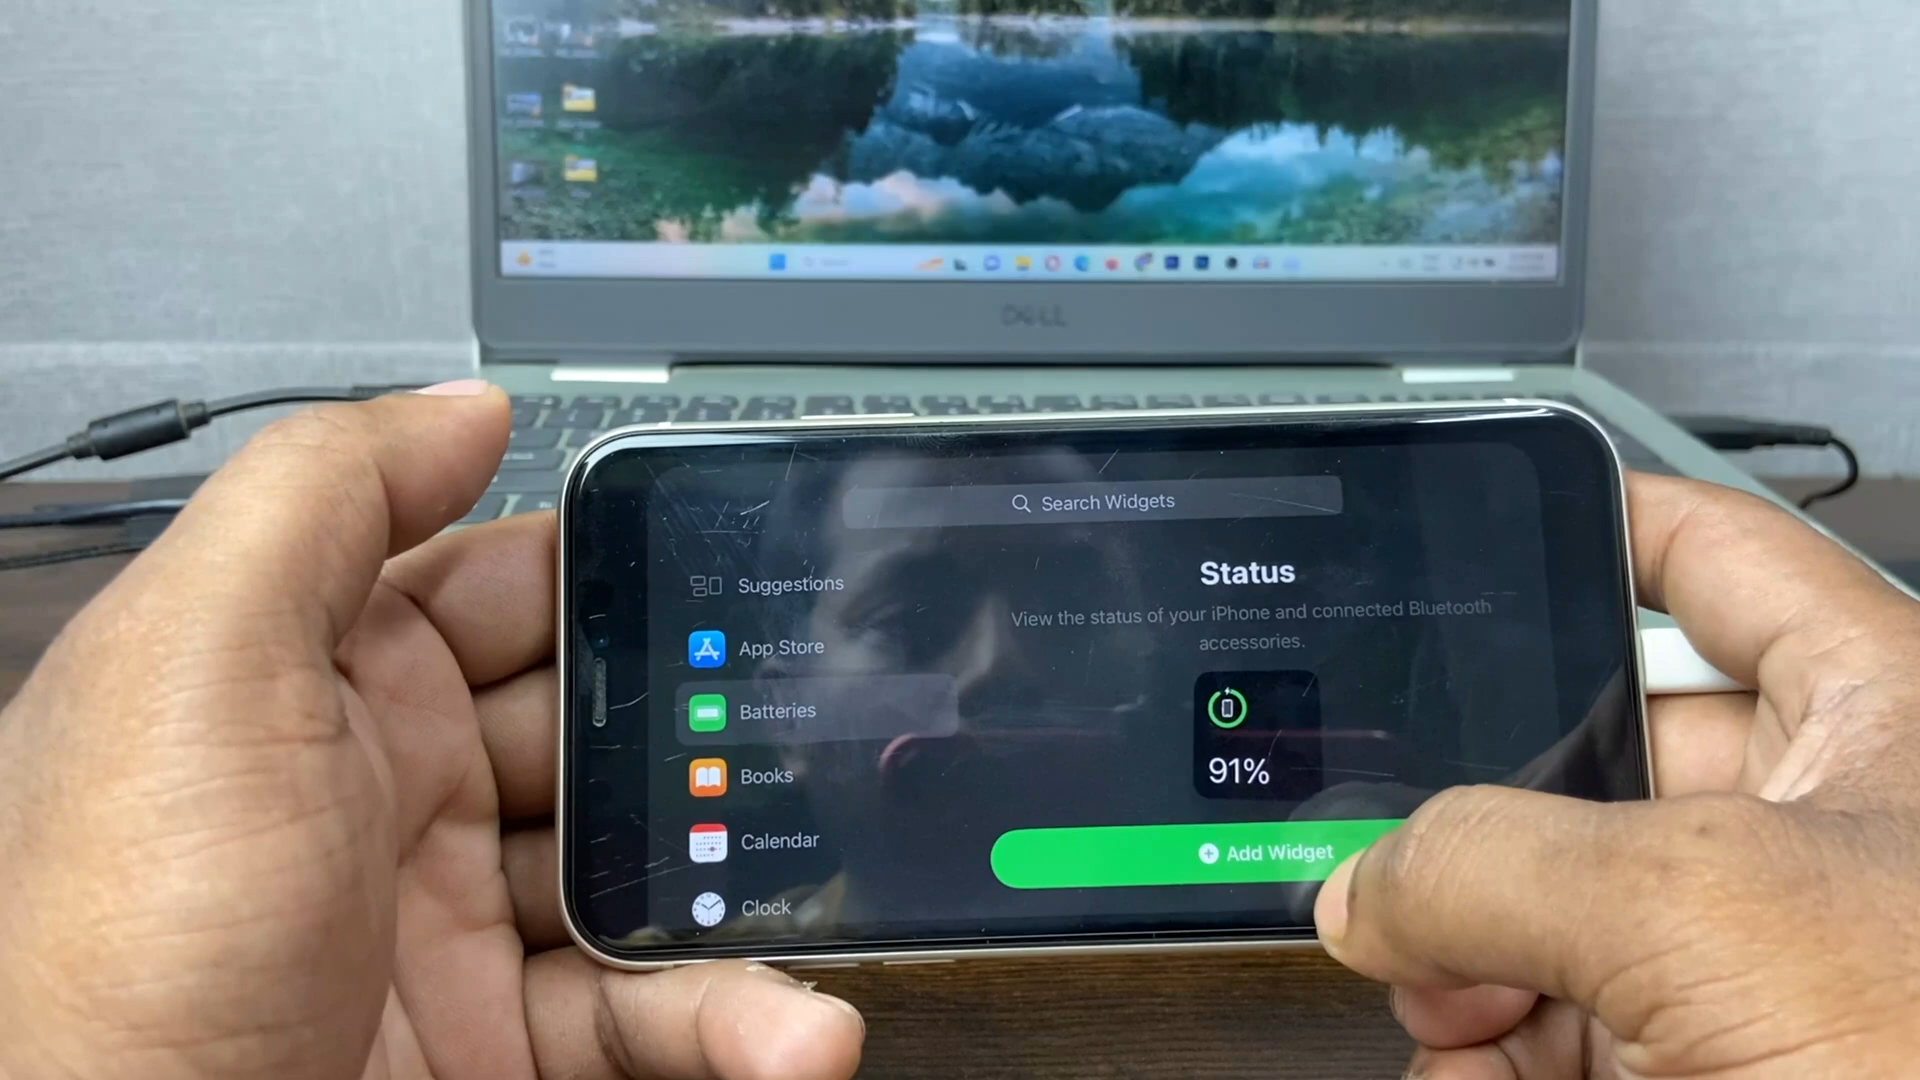 DELL
Search Widgets
Suggestions
App Store
Batteries
Books
Calendar
Clock
Status
View the status of your iPhone and connected Bluetooth
accessories.
91%
Add Widget